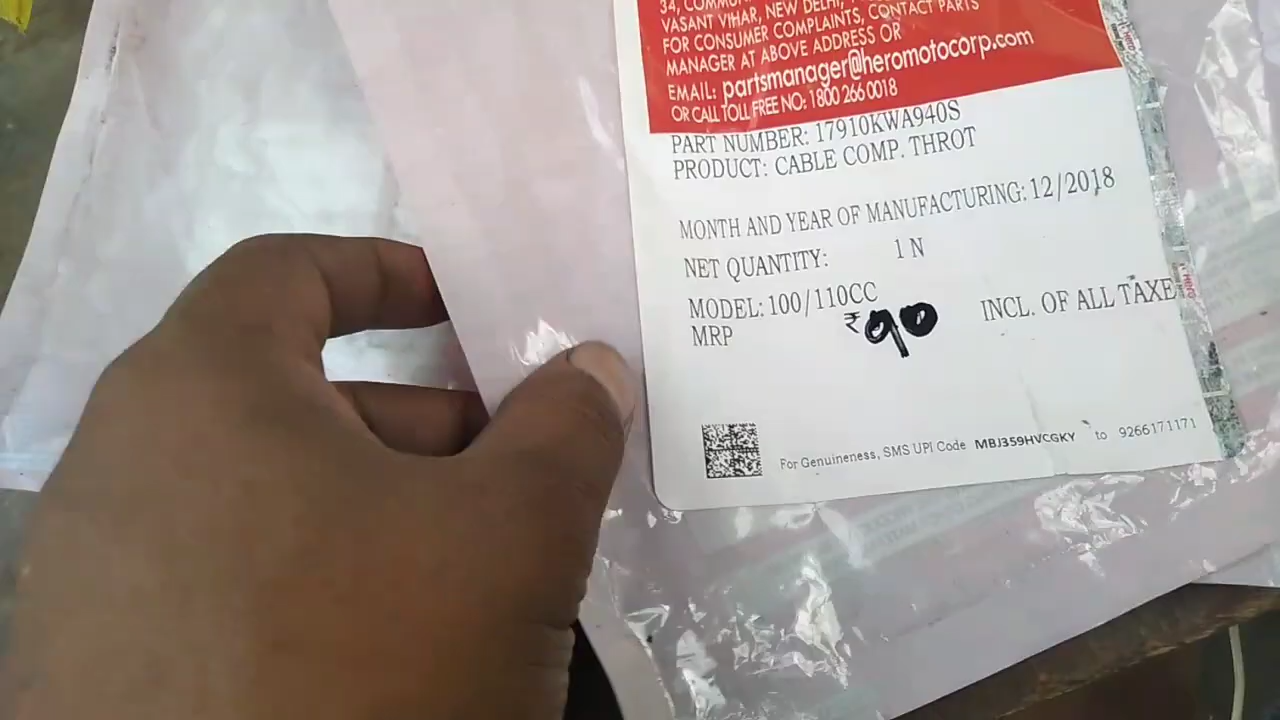 34, COMMUN
VASANT VIHAR, NEW DELHI,
FOR CONSUMER COMPLAINTS, CONTACT PARTS
MANAGER AT ABOVE ADDRESS OR
EMAIL: partsmanager@heromotocorp.com
OR CALL TOLL FREE NO: 1800 266 0018
PART NUMBER: 17910KWA940S
PRODUCT: CABLE COMP. THROT
MONTH AND YEAR OF MANUFACTURING: 12/2018
NET QUANTITY: 1 N
MODEL: 100/110CC
MRP ₹90 INCL. OF ALL TAXE
For Genuineness, SMS UPI Code MBJ359HVCGKY to 9266171171